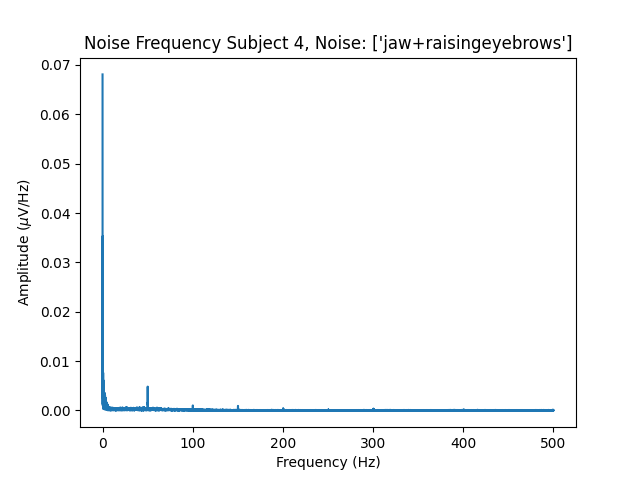 Noise Frequency Subject 4, Noise: ['jaw+raisingeyebrows']
0.07
0.06
0.05
0.04
0.03
0.02
0.01
0.00
Amplitude (μV/Hz)
0 100 200 300 400 500
Frequency (Hz)